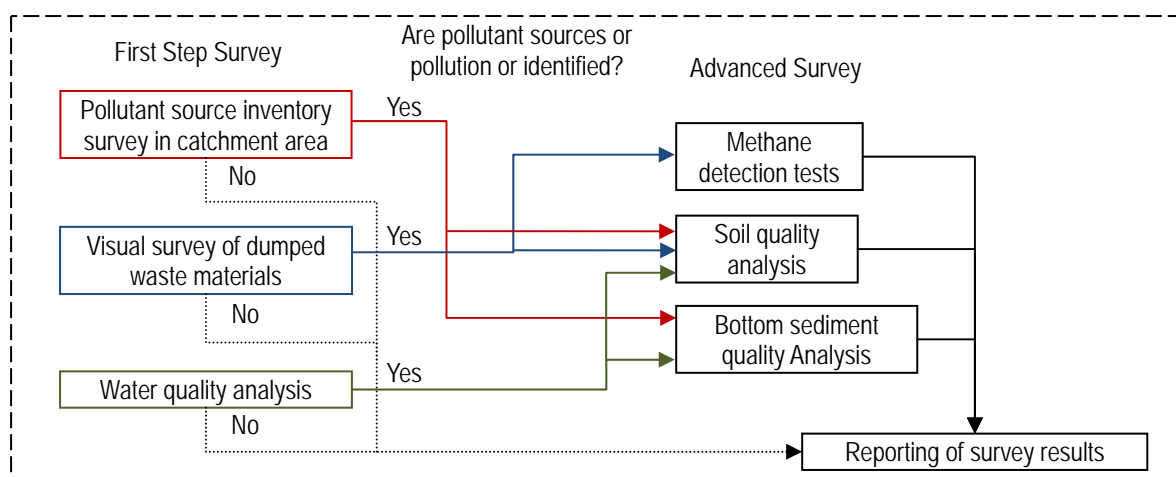 First Step Survey
Are pollutant sources or
pollution or identified?
Advanced Survey
Pollutant source inventory
survey in catchment area
Yes
No
Methane
detection tests
Visual survey of dumped
waste materials
Yes
No
Soil quality
analysis
Water quality analysis
Yes
No
Bottom sediment
quality Analysis
Reporting of survey results